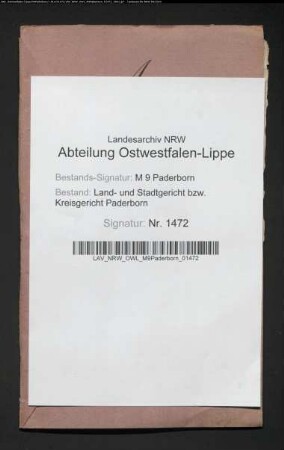 Landesarchiv NRW
Abteilung Ostwestfalen-Lippe
Bestands-Signatur: M 9 Paderborn
Bestand: Land- und Stadtgericht bzw.
Kreisgericht Paderborn
Signatur: Nr. 1472
LAV_NRW_OWL_M9Paderborn_01472